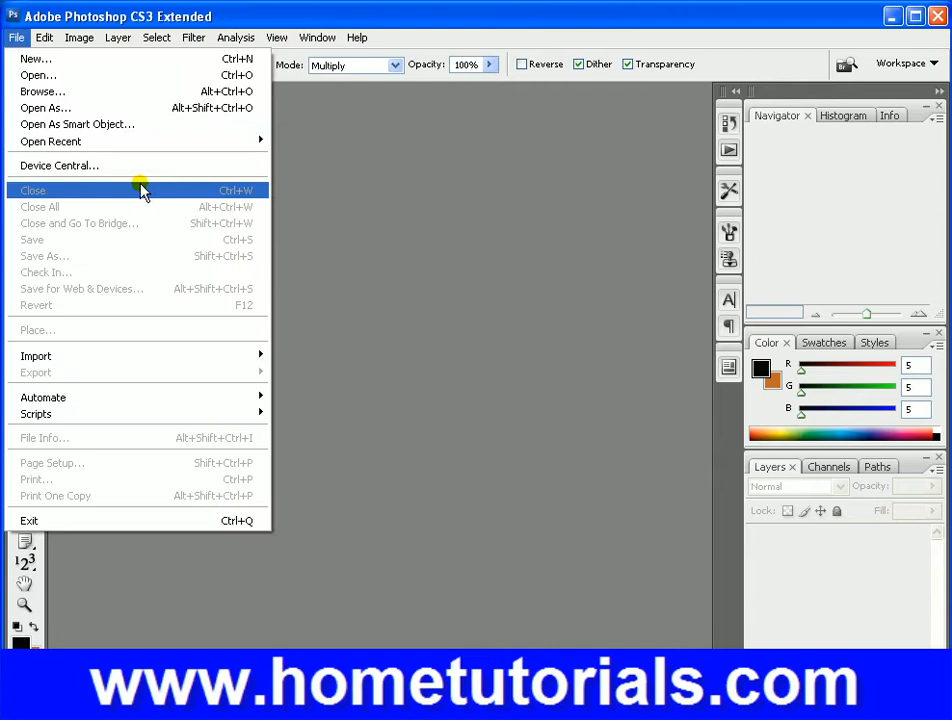 Ps Adobe Photoshop CS3 Extended
File Edit Image Layer Select Filter Analysis View Window Help
Mode: Multiply Opacity: 100% Reverse Dither Transparency Br Workspace
New... Ctrl+N
Open... Ctrl+O
Browse... Alt+Ctrl+O
Open As... Alt+Shift+Ctrl+O
Open As Smart Object...
Open Recent
Device Central...
Close Ctrl+W
Close All Alt+Ctrl+W
Close and Go To Bridge... Shift+Ctrl+W
Save Ctrl+S
Save As... Shift+Ctrl+S
Check In...
Save for Web & Devices... Alt+Shift+Ctrl+S
Revert F12
Place...
Import
Export
Automate
Scripts
File Info... Alt+Shift+Ctrl+I
Page Setup... Shift+Ctrl+P
Print... Ctrl+P
Print One Copy Alt+Shift+Ctrl+P
Exit Ctrl+Q
123
A
Navigator Histogram Info
Color Swatches Styles
R 5
G 5
B 5
Layers Channels Paths
Normal Opacity:
Lock: Fill:
www.hometutorials.com